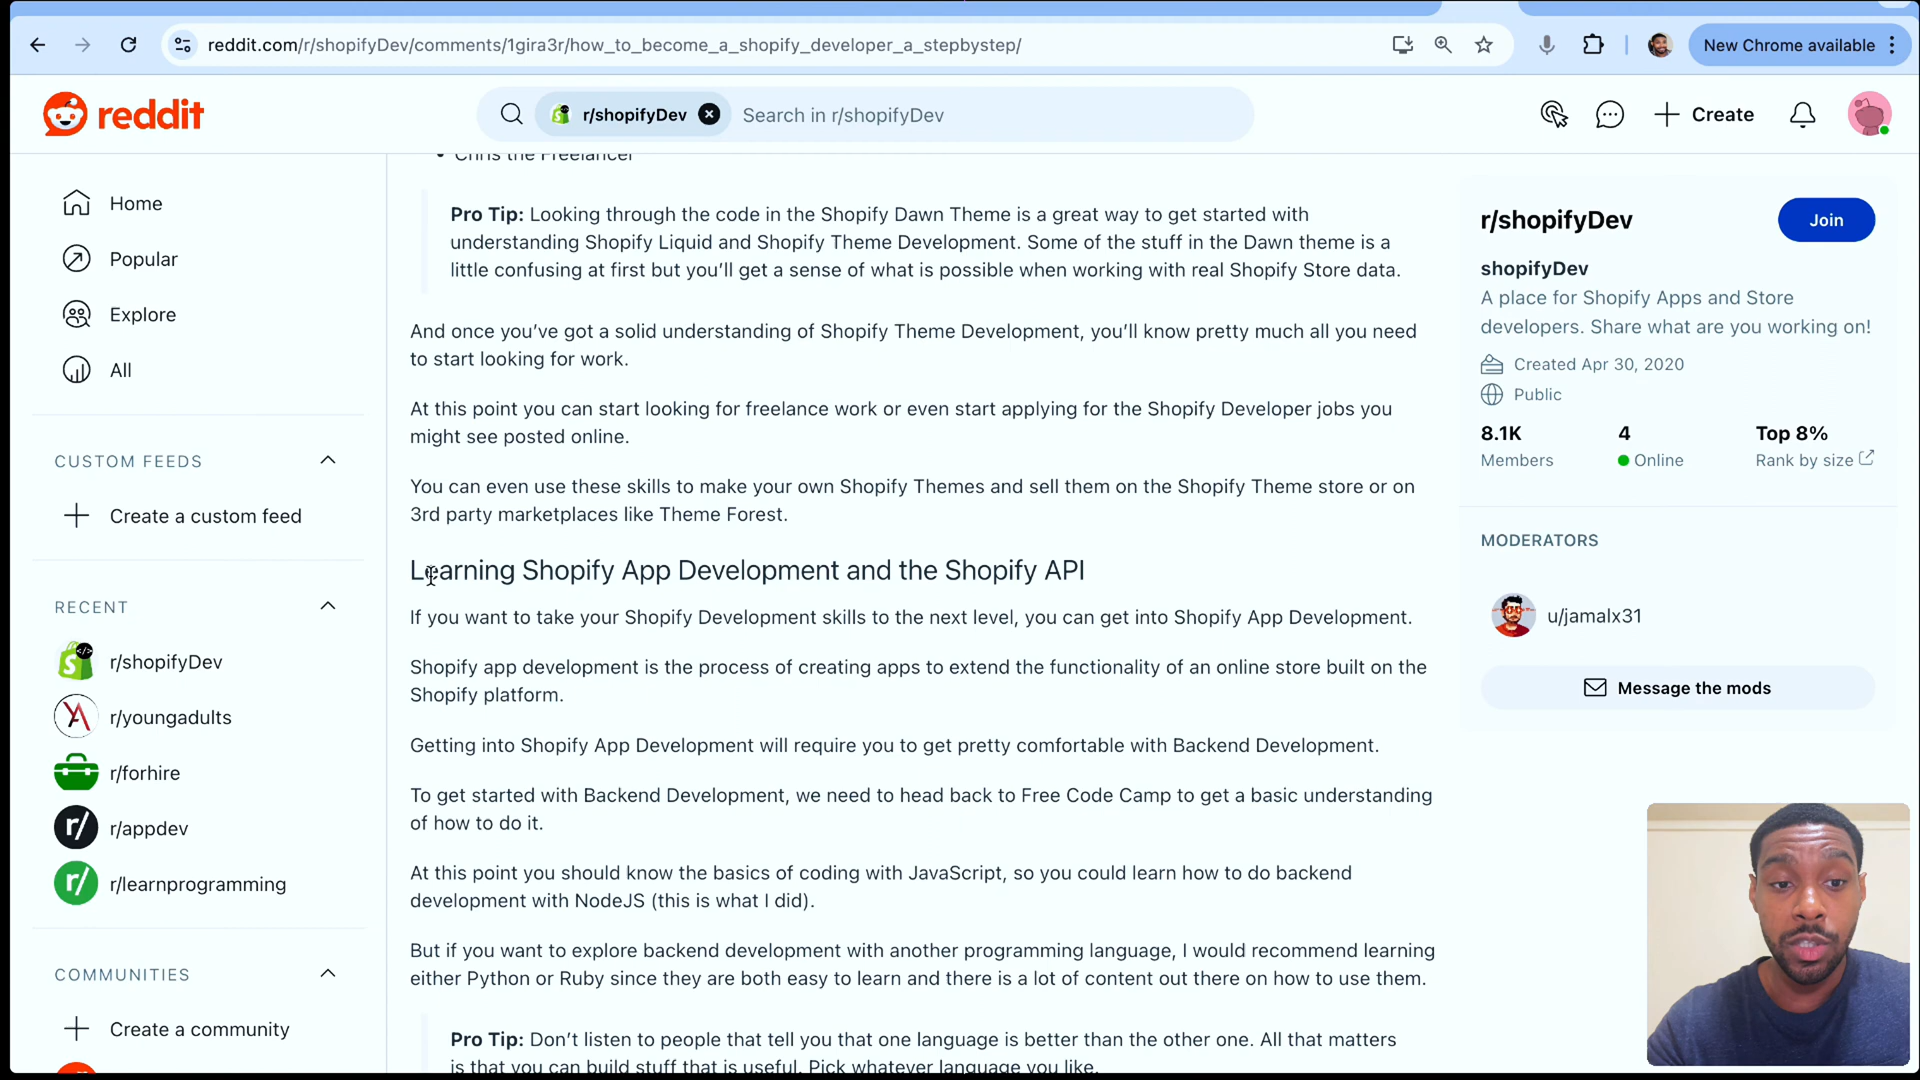 reddit.com/r/shopifyDev/comments/1gira3r/how_to_become_a_shopify_developer_a_stepbystep/
New Chrome available
reddit
r/shopifyDev
Search in r/shopifyDev
Create
Home
Popular
Explore
All
CUSTOM FEEDS
Create a custom feed
RECENT
r/shopifyDev
r/youngadults
r/forhire
r/appdev
r/learnprogramming
COMMUNITIES
Create a community
• Chris the Freelancer
Pro Tip: Looking through the code in the Shopify Dawn Theme is a great way to get started with
understanding Shopify Liquid and Shopify Theme Development. Some of the stuff in the Dawn theme is a
little confusing at first but you’ll get a sense of what is possible when working with real Shopify Store data.
And once you’ve got a solid understanding of Shopify Theme Development, you’ll know pretty much all you need
to start looking for work.
At this point you can start looking for freelance work or even start applying for the Shopify Developer jobs you
might see posted online.
You can even use these skills to make your own Shopify Themes and sell them on the Shopify Theme store or on
3rd party marketplaces like Theme Forest.
Learning Shopify App Development and the Shopify API
If you want to take your Shopify Development skills to the next level, you can get into Shopify App Development.
Shopify app development is the process of creating apps to extend the functionality of an online store built on the
Shopify platform.
Getting into Shopify App Development will require you to get pretty comfortable with Backend Development.
To get started with Backend Development, we need to head back to Free Code Camp to get a basic understanding
of how to do it.
At this point you should know the basics of coding with JavaScript, so you could learn how to do backend
development with NodeJS (this is what I did).
But if you want to explore backend development with another programming language, I would recommend learning
either Python or Ruby since they are both easy to learn and there is a lot of content out there on how to use them.
Pro Tip: Don’t listen to people that tell you that one language is better than the other one. All that matters
is that you can build stuff that is useful. Pick whatever language you like.
r/shopifyDev
Join
shopifyDev
A place for Shopify Apps and Store
developers. Share what are you working on!
Created Apr 30, 2020
Public
8.1K
4
Top 8%
Members
Online
Rank by size
MODERATORS
u/jamalx31
Message the mods